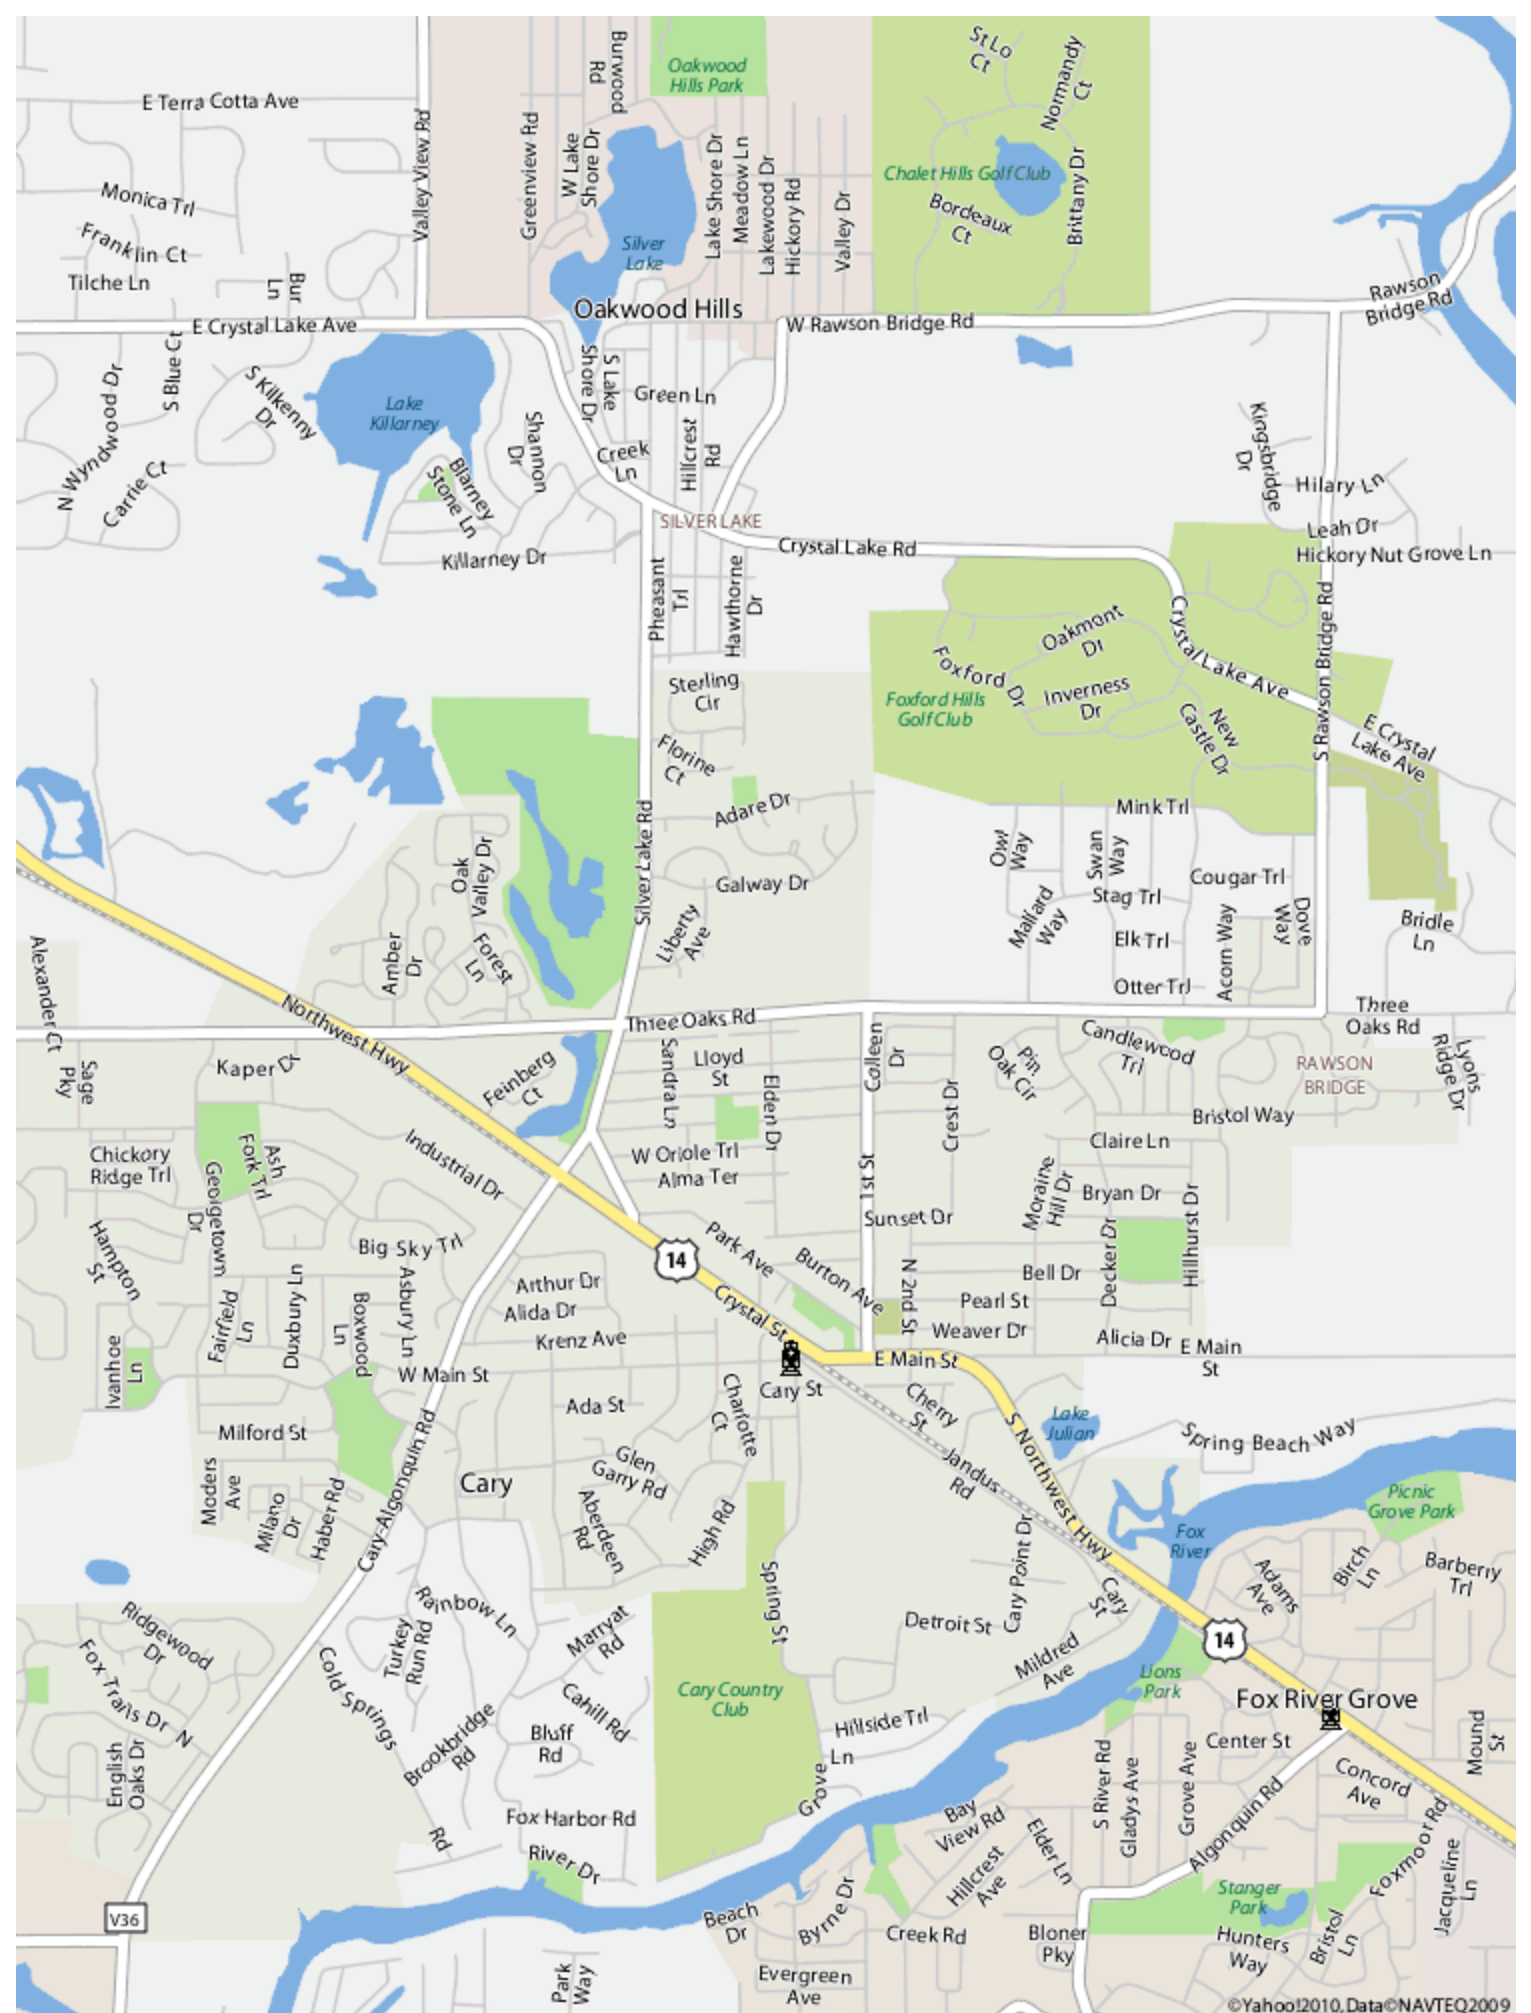 Burwood
Rd
Oakwood
Hills Park
St Lo
Ct
Normandy
Ct
E Terra Cotta Ave
Valley View Rd
Greenview Rd
W Lake
Shore Dr
Lake Shore Dr
Meadow Ln
Lakewood Dr
Hickory Rd
Valley Dr
Chalet Hills Golf Club
Brittany Dr
Monica Trl
Franklin Ct
Tilche Ln
Bur
Ln
Silver
Lake
Bordeaux
Ct
Oakwood Hills
E Crystal Lake Ave
W Rawson Bridge Rd
Rawson
Bridge Rd
S Blue Ct
N Wyndwood Dr
S Kilkenny
Dr
Carrie Ct
Lake
Killarney
S Lake
Shore Dr
Green Ln
Shannon
Dr
Creek
Ln
Hillcrest
Rd
Blarney
Stone Ln
Killarney Dr
SILVER LAKE
Crystal Lake Rd
Kingsbridge
Dr
Hilary Ln
Leah Dr
Hickory Nut Grove Ln
Pheasant
Trl
Hawthorne
Dr
Crystal Lake Ave
S Rawson Bridge Rd
Oakmont
Dr
Foxford Dr
Inverness
Dr
Foxford Hills
Golf Club
New
Castle Dr
E Crystal
Lake Ave
Sterling
Cir
Florine
Ct
Adare Dr
Silver Lake Rd
Galway Dr
Liberty
Ave
Mink Trl
Owl
Way
Swan
Way
Cougar Trl
Stag Trl
Mallard
Way
Elk Trl
Otter Trl
Acorn Way
Dove
Way
Bridle
Ln
Oak
Valley Dr
Forest
Ln
Amber
Dr
Alexander Ct
Northwest Hwy
Three Oaks Rd
Three
Oaks Rd
Sage
Pky
Kaper Dr
Feinberg
Ct
Sandra Ln
Lloyd
St
Elden Dr
Colleen
Dr
Crest Dr
Pin
Oak Cir
Candlewood
Trl
RAWSON
BRIDGE
Lyons
Ridge Dr
Bristol Way
Claire Ln
Chickory
Ridge Trl
Ash
Fork Trl
Industrial Dr
W Oriole Trl
Alma Ter
1st St
Sunset Dr
Moraine
Hill Dr
Bryan Dr
Decker Dr
Hillhurst Dr
Georgetown
Dr
Hampton
St
Big Sky Trl
Park Ave
Burton Ave
14
N 2nd St
Bell Dr
Pearl St
Weaver Dr
Alicia Dr
E Main
St
Arthur Dr
Alida Dr
Krenz Ave
Crystal St
E Main St
Fairfield
Ln
Duxbury Ln
Boxwood
Ln
Asbury Ln
Ivanhoe
Ln
W Main St
Cary St
Ada St
Charlotte
Ct
Cherry
St
Lake
Julian
Spring Beach Way
Milford St
Moders
Ave
Milano
Dr
Haber Rd
Cary-Algonquin Rd
Cary
Glen
Garry Rd
Aberdeen
Rd
High Rd
Jandus
Rd
S Northwest Hwy
Fox
River
Picnic
Grove Park
Adams
Ave
Birch
Ln
Barberry
Trl
Spring St
Cary Point Dr
Cary
St
Detroit St
Mildred
Ave
14
Lions
Park
Fox River Grove
Ridgewood
Dr
Fox Trails Dr N
English
Oaks Dr
Cold Springs
Rd
Turkey
Run Rd
Rainbow Ln
Marryat
Rd
Cahill Rd
Bluff
Rd
Brookbridge
Rd
Cary Country
Club
Hillside Trl
Grove
Ln
Center St
Mound
St
Concord
Ave
Algonquin Rd
S River Rd
Gladys Ave
Grove Ave
Foxmoor Rd
Fox Harbor Rd
River Dr
Bay
View Rd
Elder Ln
Hillcrest
Ave
Jacqueline
Ln
Stanger
Park
V36
Beach
Dr
Byrne Dr
Creek Rd
Bloner
Pky
Hunters
Way
Bristol
Ln
Park
Way
Evergreen
Ave
©Yahoo!2010, Data©NAVTEQ2009